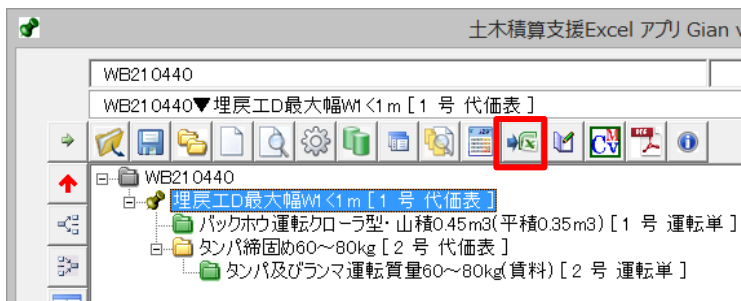 土木積算支援Excel アプリ Gian v
WB210440
WB210440▼埋戻工D最大幅W1<1m [ 1 号 代価表 ]
CV
PDF
WB210440
埋戻工D最大幅W1<1m [ 1 号 代価表 ]
バックホウ運転クローラ型・山積0.45m3(平積0.35m3) [ 1 号 運転単 ]
タンパ締固め60～80kg [ 2 号 代価表 ]
タンパ及びランマ運転質量60～80kg(賃料) [ 2 号 運転単 ]